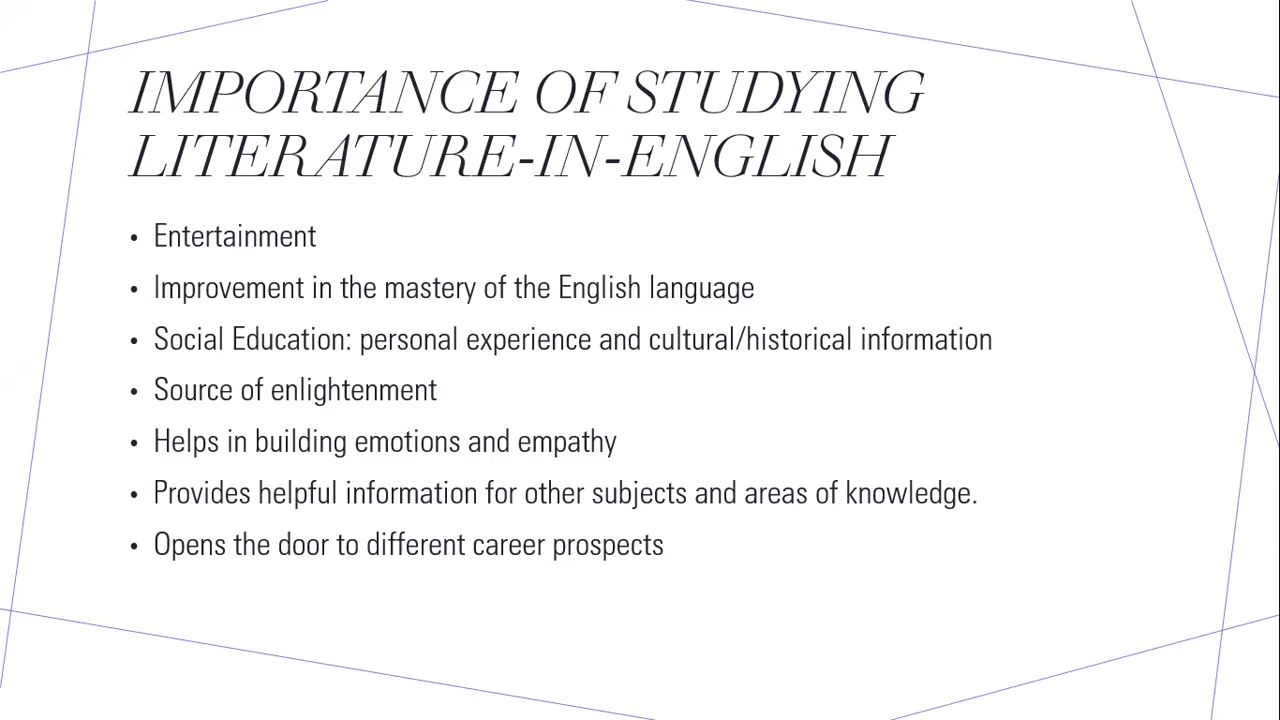 IMPORTANCE OF STUDYING
LITERATURE-IN-ENGLISH
• Entertainment
• Improvement in the mastery of the English language
• Social Education: personal experience and cultural/historical information
• Source of enlightenment
• Helps in building emotions and empathy
• Provides helpful information for other subjects and areas of knowledge.
• Opens the door to different career prospects